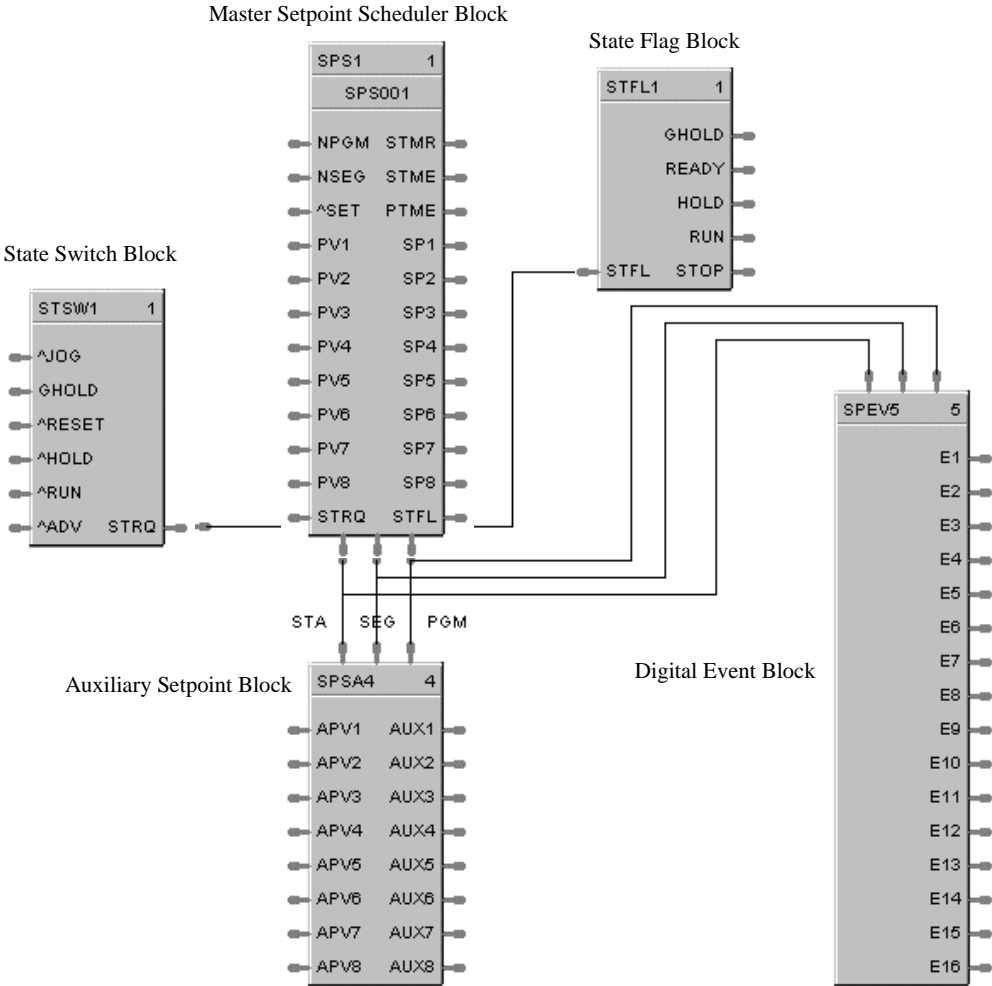 Master Setpoint Scheduler Block
SPS1 1
SPS001
NPGM STMR
NSEG STME
^SET PTME
PV1 SP1
PV2 SP2
PV3 SP3
PV4 SP4
PV5 SP5
PV6 SP6
PV7 SP7
PV8 SP8
STRQ STFL
State Flag Block
STFL1 1
GHOLD
READY
HOLD
RUN
STFL STOP
State Switch Block
STSW1 1
^JOG
GHOLD
^RESET
^HOLD
^RUN
^ADV STRQ
STA SEG PGM
Auxiliary Setpoint Block
SPSA4 4
APV1 AUX1
APV2 AUX2
APV3 AUX3
APV4 AUX4
APV5 AUX5
APV6 AUX6
APV7 AUX7
APV8 AUX8
Digital Event Block
SPEV5 5
E1
E2
E3
E4
E5
E6
E7
E8
E9
E10
E11
E12
E13
E14
E15
E16